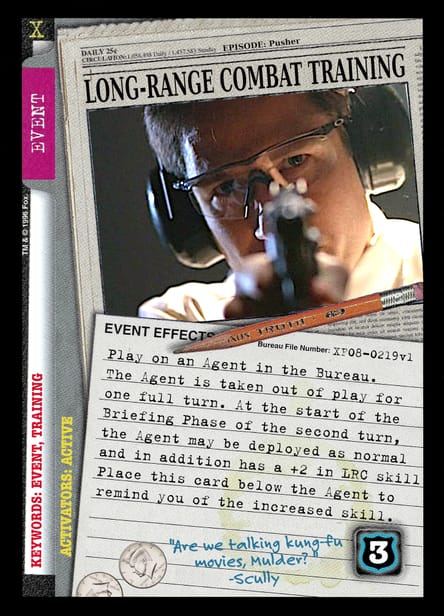 X
EVENT
TM & © 1996 Fox.
KEYWORDS: EVENT, TRAINING
ACTIVATORS: ACTIVE
DAILY 25¢
EPISODE: Pusher
LONG-RANGE COMBAT TRAINING
EVENT EFFECTS
Bureau File Number: XF08-0219v1
Play on an Agent in the Bureau.
The Agent is taken out of play for
one full turn. At the start of the
Briefing Phase of the second turn,
the Agent may be deployed as normal
and in addition has a +2 in LRC skill
Place this card below the Agent to
remind you of the increased skill.
"Are we talking kung-fu
movies, Mulder?"
-Scully
3